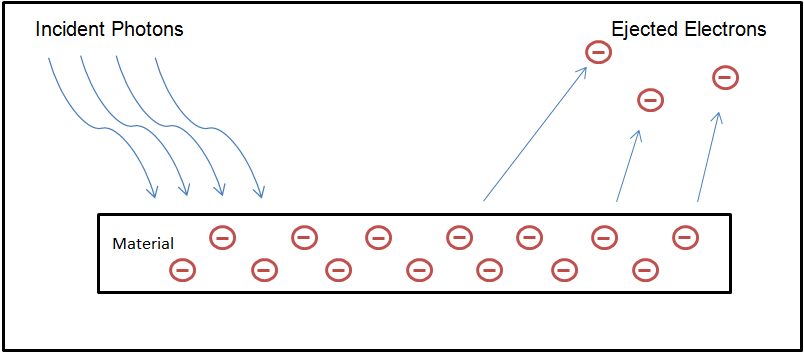 Incident Photons
Ejected Electrons
Material